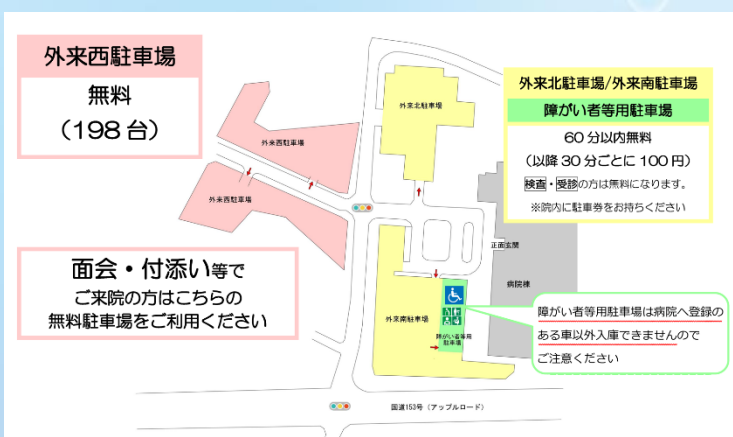 外来西駐車場
無料
（198台）
外来北駐車場/外来南駐車場
障がい者等用駐車場
60分以内無料
（以降30分ごとに100円）
検査・受診の方は無料になります。
※院内に駐車券をお持ちください
外来北駐車場
外来西駐車場
外来西駐車場
正面玄関
病院棟
面会・付添い等で
ご来院の方はこちらの
無料駐車場をご利用ください
外来南駐車場
障がい者等用
駐車場
障がい者等用駐車場は病院へ登録の
ある車以外入庫できませんので
ご注意ください
国道153号（アップルロード）